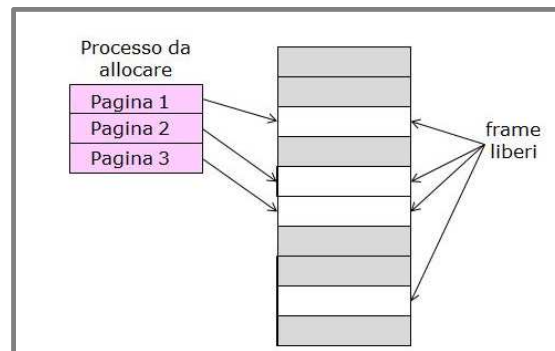 Processo da
allocare
Pagina 1
Pagina 2
Pagina 3
frame
liberi